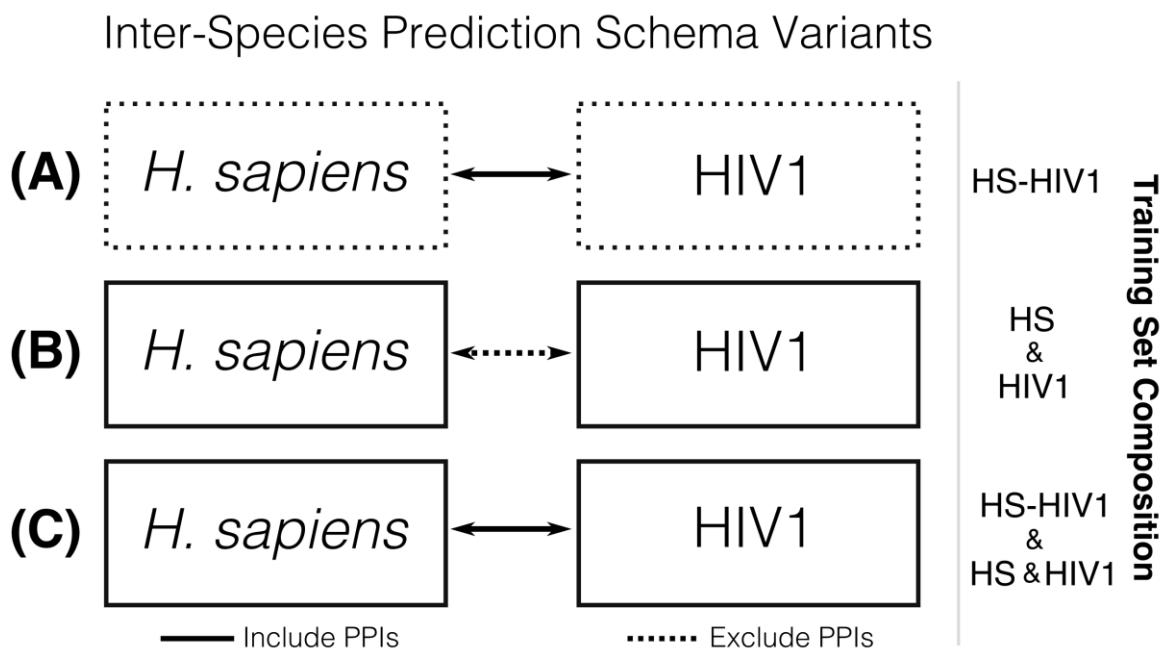 Inter-Species Prediction Schema Variants
(A) H. sapiens HIV1 HS-HIV1
(B) H. sapiens HIV1 HS
&
HIV1
(C) H. sapiens HIV1 HS-HIV1
&
HS & HIV1
Include PPIs Exclude PPIs
Training Set Composition